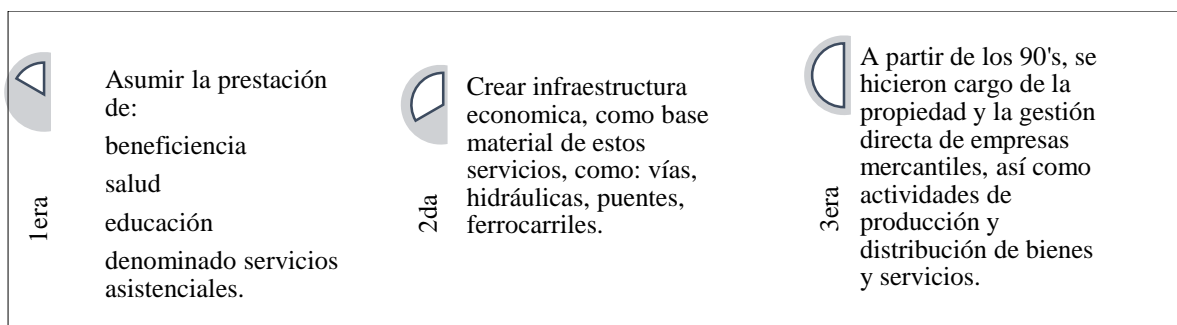 1era
Asumir la prestación
de:
beneficiencia
salud
educación
denominado servicios
asistenciales.
2da
Crear infraestructura
economica, como base
material de estos
servicios, como: vías,
hidráulicas, puentes,
ferrocarriles.
3era
A partir de los 90's, se
hicieron cargo de la
propiedad y la gestión
directa de empresas
mercantiles, así como
actividades de
producción y
distribución de bienes
y servicios.